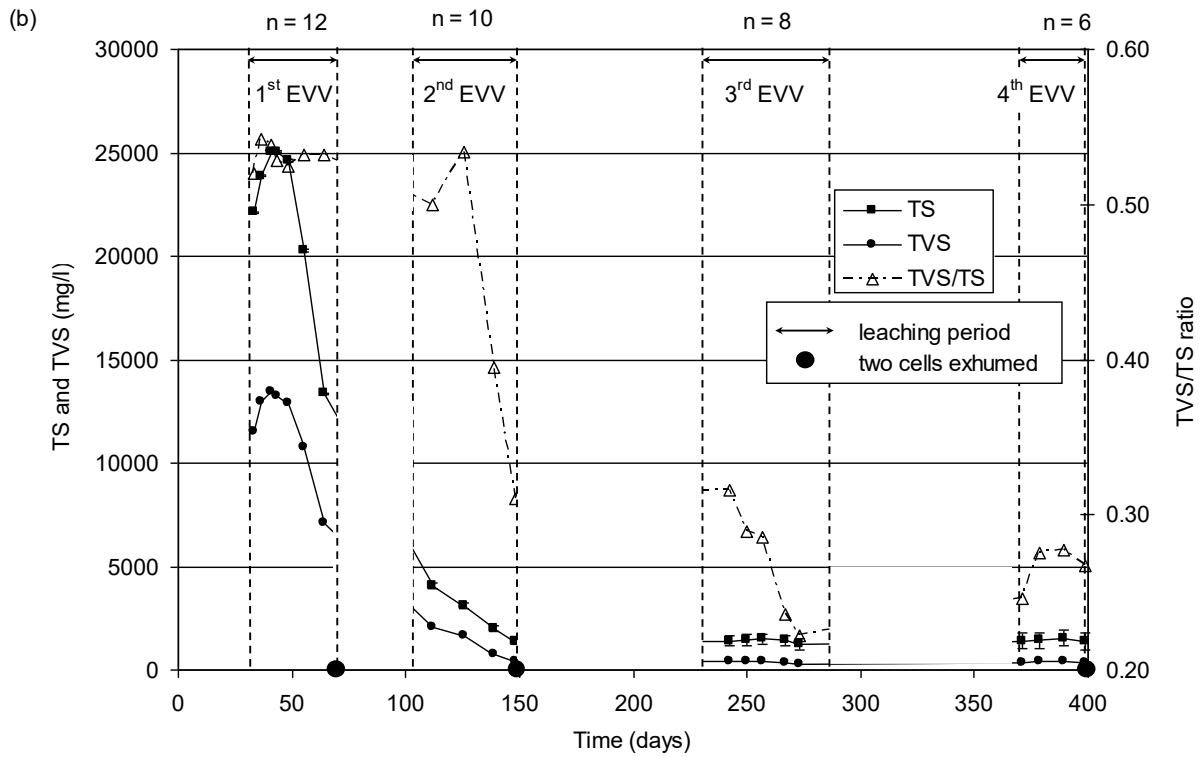 (b)
n = 12
n = 10
n = 8
n = 6
30000
25000
20000
15000
10000
5000
0
TS and TVS (mg/l)
1st EVV
2nd EVV
3rd EVV
4th EVV
TS
TVS
TVS/TS
leaching period
two cells exhumed
0.60
0.50
0.40
0.30
0.20
TVS/TS ratio
0 50 100 150 200 250 300 350 400
Time (days)